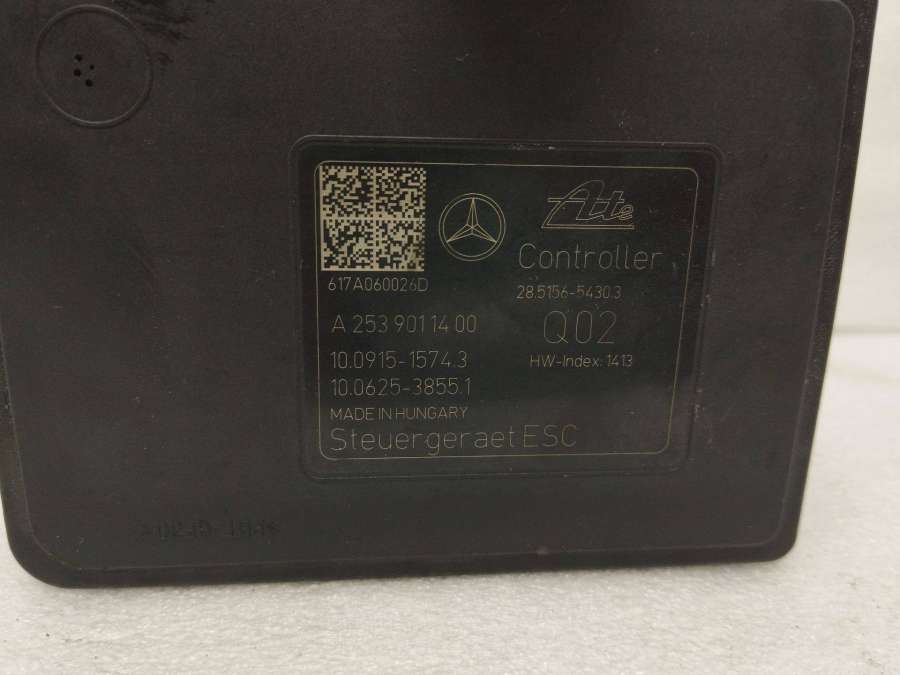 Ate
617A060026D
Controller
28.5156-5430.3
A 253 901 14 00
Q02
10.0915-1574.3
HW-Index: 1413
10.0625-3855.1
MADE IN HUNGARY
Steuergeraet ESC